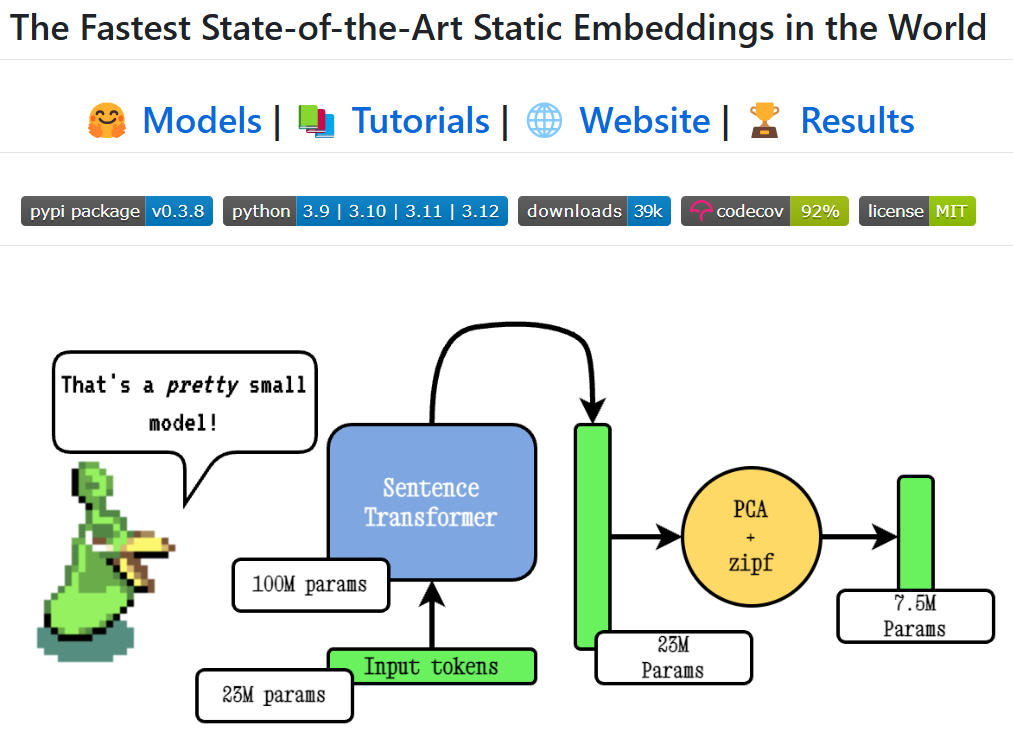 The Fastest State-of-the-Art Static Embeddings in the World
Models | Tutorials | Website | Results
pypi package v0.3.8 python 3.9 | 3.10 | 3.11 | 3.12 downloads 39k codecov 92% license MIT
That's a pretty small
model!
Sentence
Transformer
100M params
Input tokens
23M params
23M
Params
PCA
+
zipf
7.5M
Params